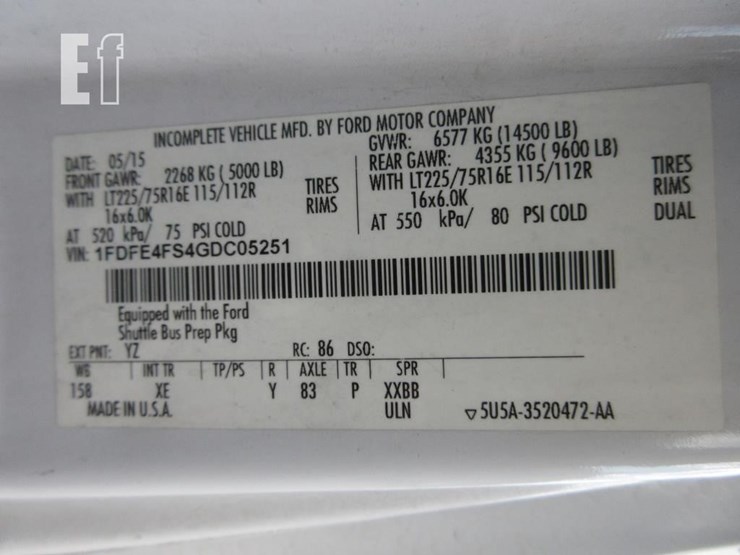 Ef
INCOMPLETE VEHICLE MFD. BY FORD MOTOR COMPANY
DATE: 05/15
GVWR: 6577 KG (14500 LB)
FRONT GAWR: 2268 KG ( 5000 LB)
REAR GAWR: 4355 KG ( 9600 LB)
WITH LT225/75R16E 115/112R TIRES
WITH LT225/75R16E 115/112R TIRES
16x6.0K RIMS
16x6.0K RIMS
AT 520 kPa/ 75 PSI COLD
AT 550 kPa/ 80 PSI COLD DUAL
VIN: 1FDFE4FS4GDC05251
Equipped with the Ford
Shuttle Bus Prep Pkg
EXT PNT: YZ RC: 86 DSO:
WB | INT TR | TP/PS | R | AXLE | TR | SPR |
158 XE Y 83 P XXBB
MADE IN U.S.A. ULN ▽5U5A-3520472-AA